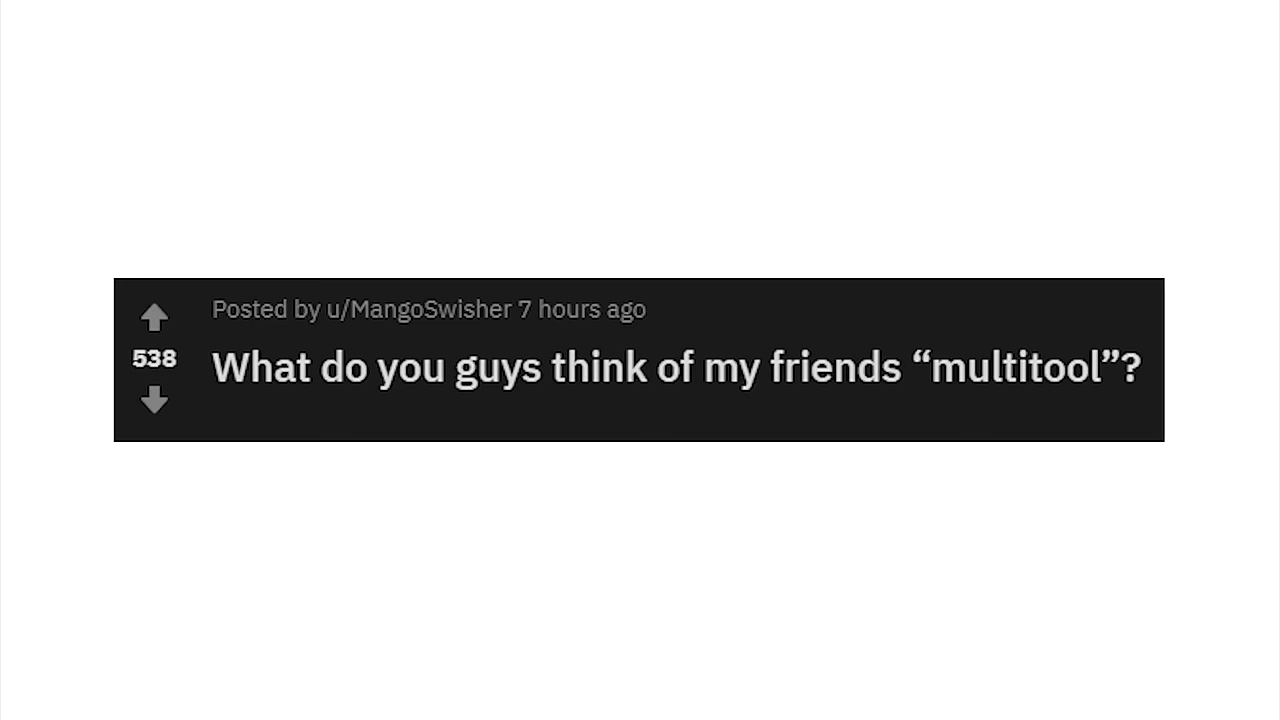 Posted by u/MangoSwisher 7 hours ago
538
What do you guys think of my friends “multitool”?